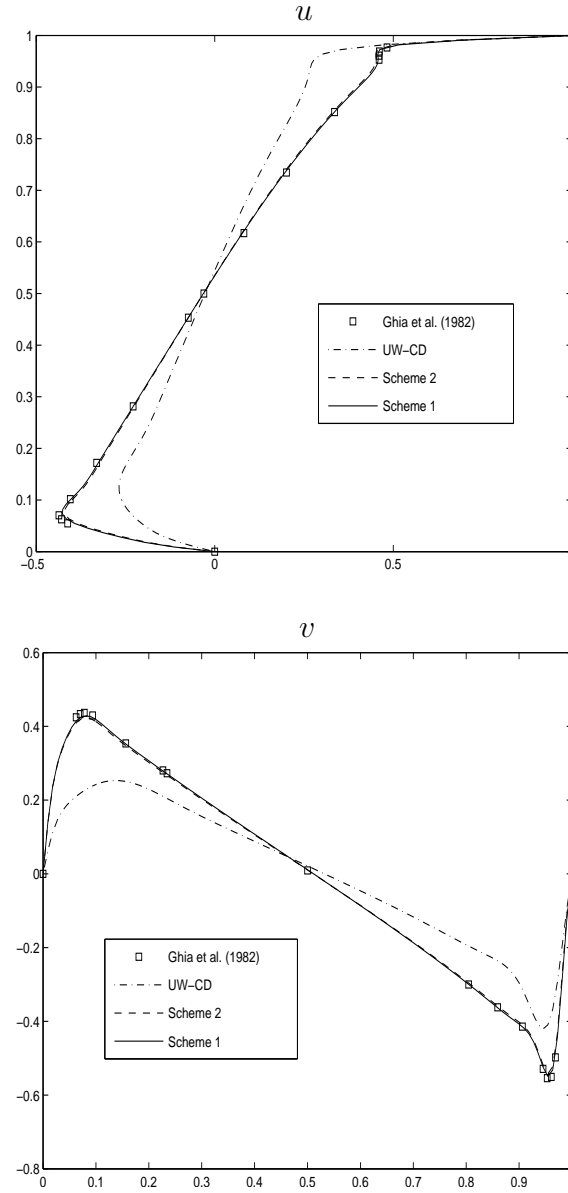 u
1
0.9
0.8
0.7
0.6
0.5
0.4
0.3
0.2
0.1
0
−0.5 0 0.5
Ghia et al. (1982)
UW−CD
Scheme 2
Scheme 1
v
0.6
0.4
0.2
0
−0.2
−0.4
−0.6
−0.8
0 0.1 0.2 0.3 0.4 0.5 0.6 0.7 0.8 0.9
Ghia et al. (1982)
UW−CD
Scheme 2
Scheme 1